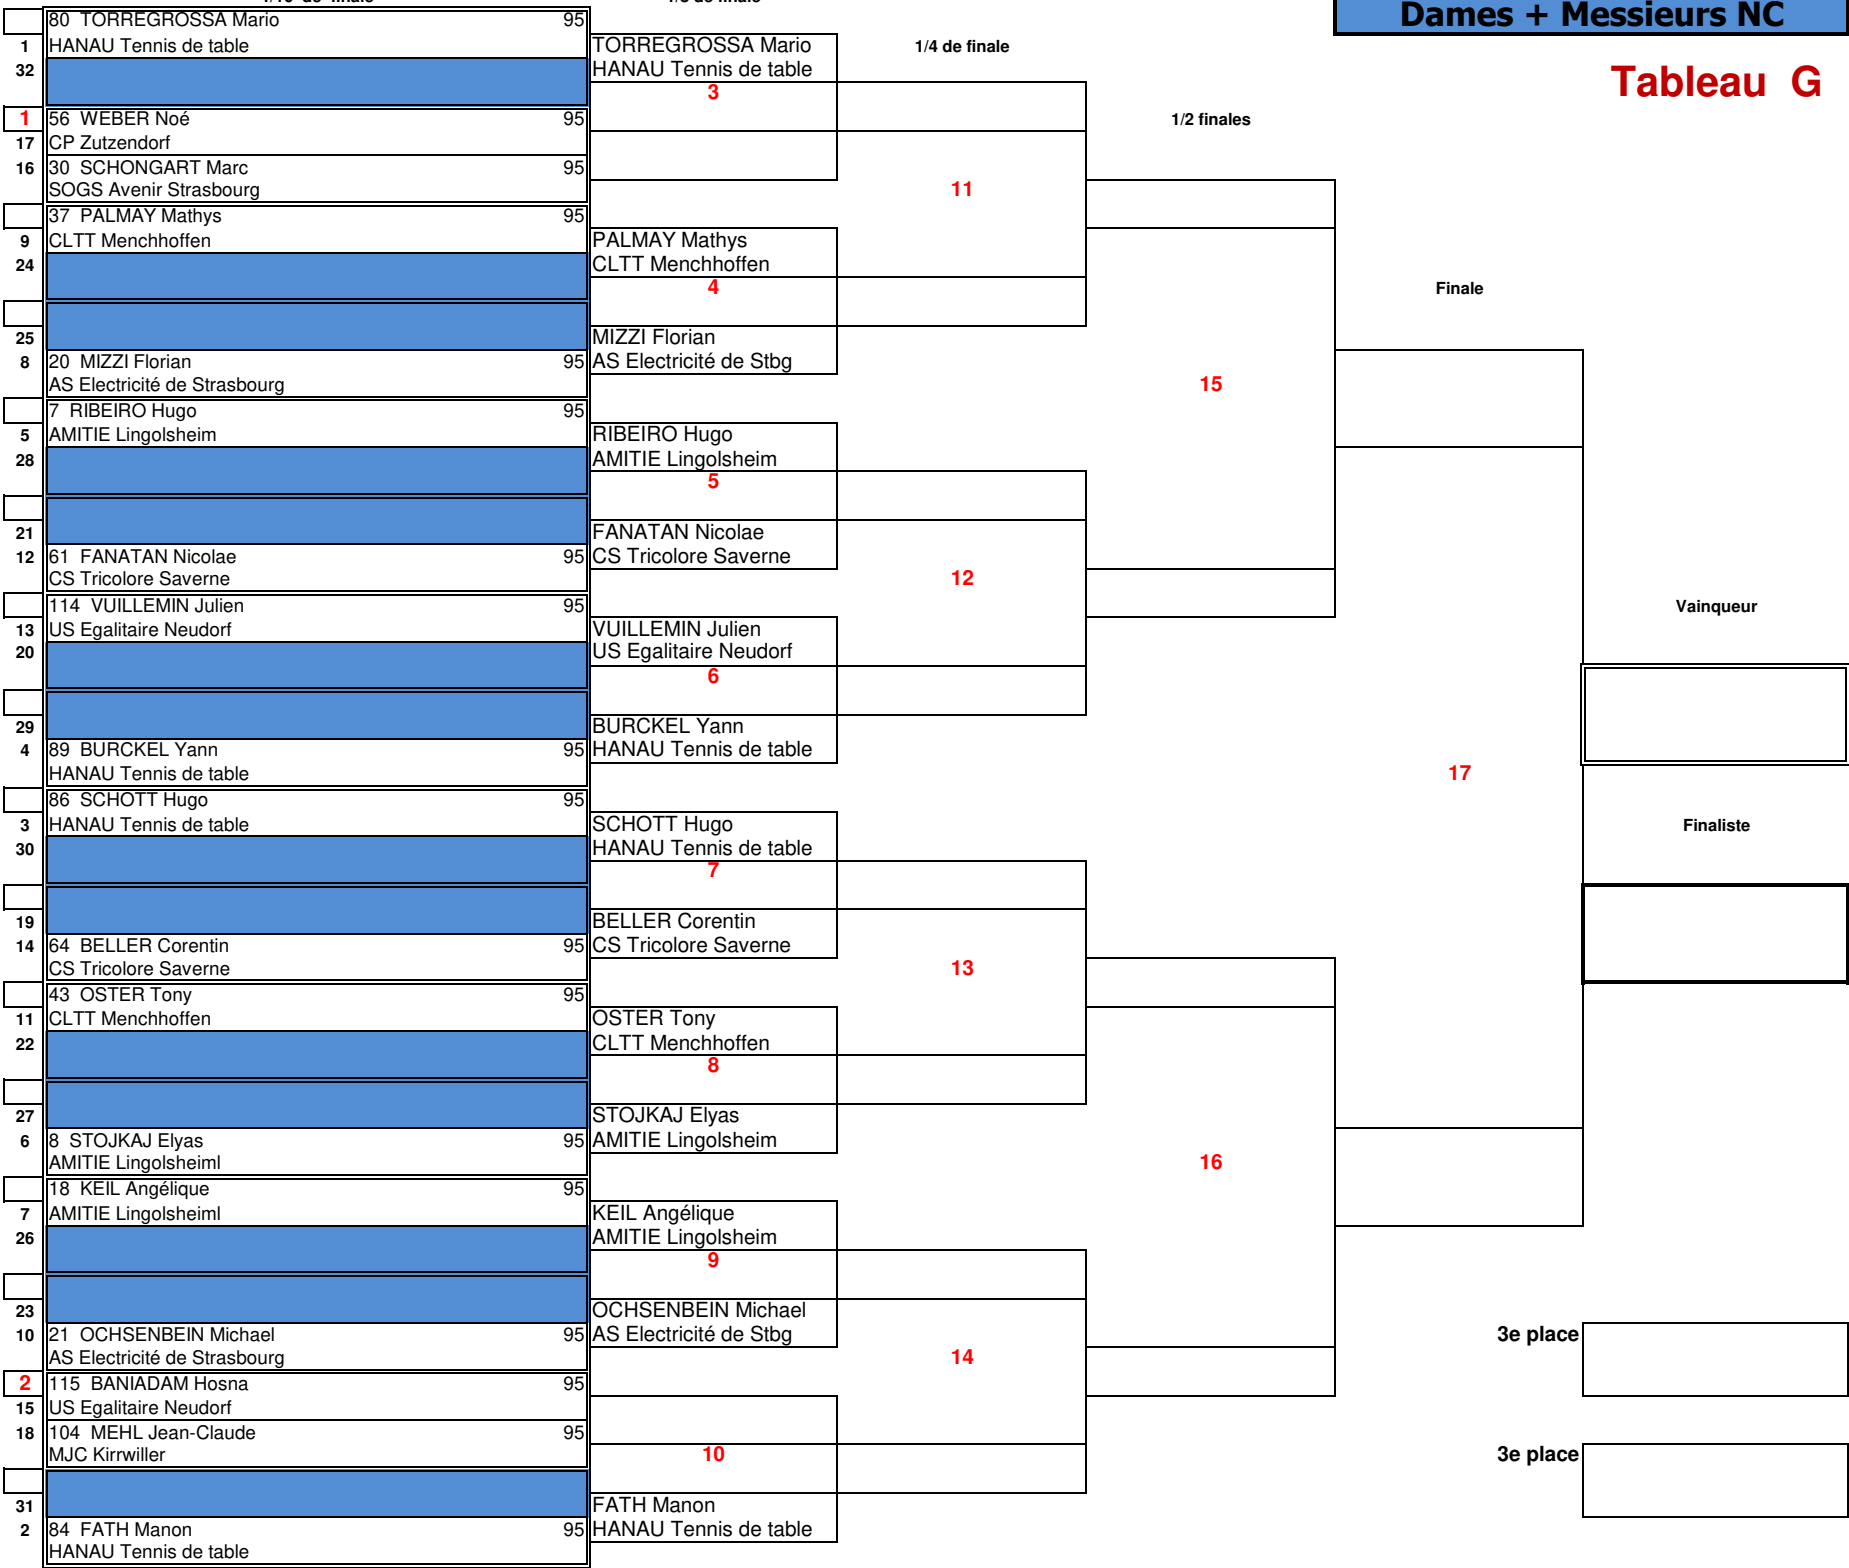 1/16 de finale
1/8 de finale
Dames + Messieurs NC
Tableau G
1/4 de finale
1/2 finales
Finale
Vainqueur
Finaliste
3e place
3e place
80 TORREGROSSA Mario 95
1 HANAU Tennis de table
32
1 56 WEBER Noé 95
17 CP Zutzendorf
16 30 SCHONGART Marc 95
SOGS Avenir Strasbourg
37 PALMAY Mathys 95
9 CLTT Menchhoffen
24
25
8 20 MIZZI Florian 95
AS Electricité de Strasbourg
7 RIBEIRO Hugo 95
5 AMITIE Lingolsheim
28
21
12 61 FANATAN Nicolae 95
CS Tricolore Saverne
114 VUILLEMIN Julien 95
13 US Egalitaire Neudorf
20
29
4 89 BURCKEL Yann 95
HANAU Tennis de table
86 SCHOTT Hugo 95
3 HANAU Tennis de table
30
19
14 64 BELLER Corentin 95
CS Tricolore Saverne
43 OSTER Tony 95
11 CLTT Menchhoffen
22
27
6 8 STOJKAJ Elyas 95
AMITIE Lingolsheiml
18 KEIL Angélique 95
7 AMITIE Lingolsheiml
26
23
10 21 OCHSENBEIN Michael 95
AS Electricité de Strasbourg
2 115 BANIADAM Hosna 95
15 US Egalitaire Neudorf
18 104 MEHL Jean-Claude 95
MJC Kirrwiller
31
2 84 FATH Manon 95
HANAU Tennis de table
TORREGROSSA Mario
HANAU Tennis de table
3
PALMAY Mathys
CLTT Menchhoffen
4
MIZZI Florian
AS Electricité de Stbg
RIBEIRO Hugo
AMITIE Lingolsheim
5
FANATAN Nicolae
CS Tricolore Saverne
VUILLEMIN Julien
US Egalitaire Neudorf
6
BURCKEL Yann
HANAU Tennis de table
SCHOTT Hugo
HANAU Tennis de table
7
BELLER Corentin
CS Tricolore Saverne
OSTER Tony
CLTT Menchhoffen
8
STOJKAJ Elyas
AMITIE Lingolsheim
KEIL Angélique
AMITIE Lingolsheim
9
OCHSENBEIN Michael
AS Electricité de Stbg
10
FATH Manon
HANAU Tennis de table
11
12
13
14
15
16
17